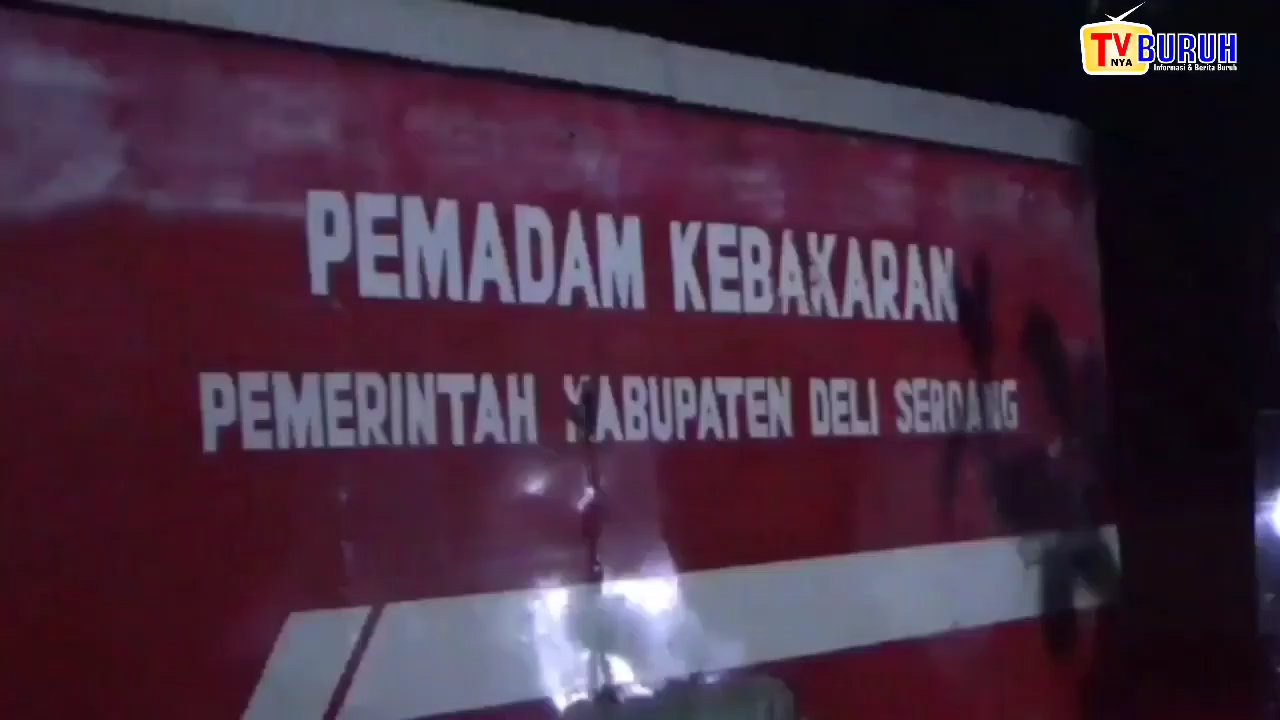 TV BURUH
NYA
Informasi & Berita Buruh
PEMADAM KEBAKARAN
PEMERINTAH KABUPATEN DELI SERDANG